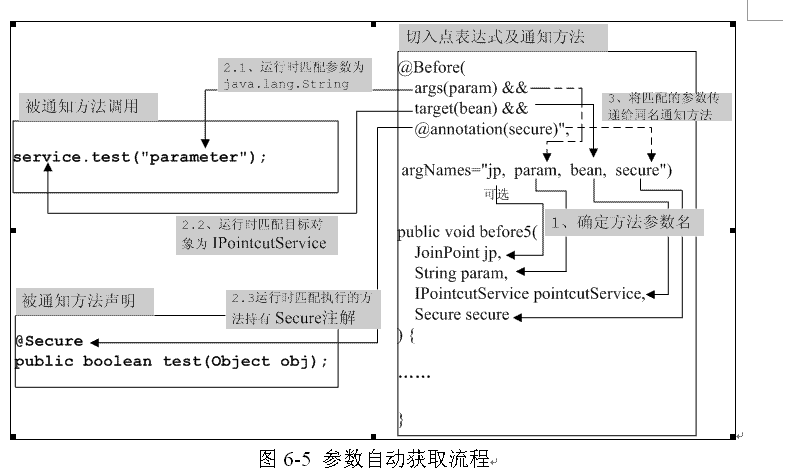 切入点表达式及通知方法
@Before(
args(param) &&
target(bean) &&
@annotation(secure)",
argNames="jp, param, bean, secure")
可选
public void before5(
JoinPoint jp,
String param,
IPointcutService pointcutService,
Secure secure
) {
……
}
2.1、运行时匹配参数为
java.lang.String
被通知方法调用
service.test("parameter");
2.2、运行时匹配目标对
象为 IPointcutService
3、将匹配的参数传
递给同名通知方法
1、确定方法参数名
被通知方法声明
2.3运行时匹配执行的方
法持有 Secure注解
@Secure
public boolean test(Object obj);
图 6-5 参数自动获取流程